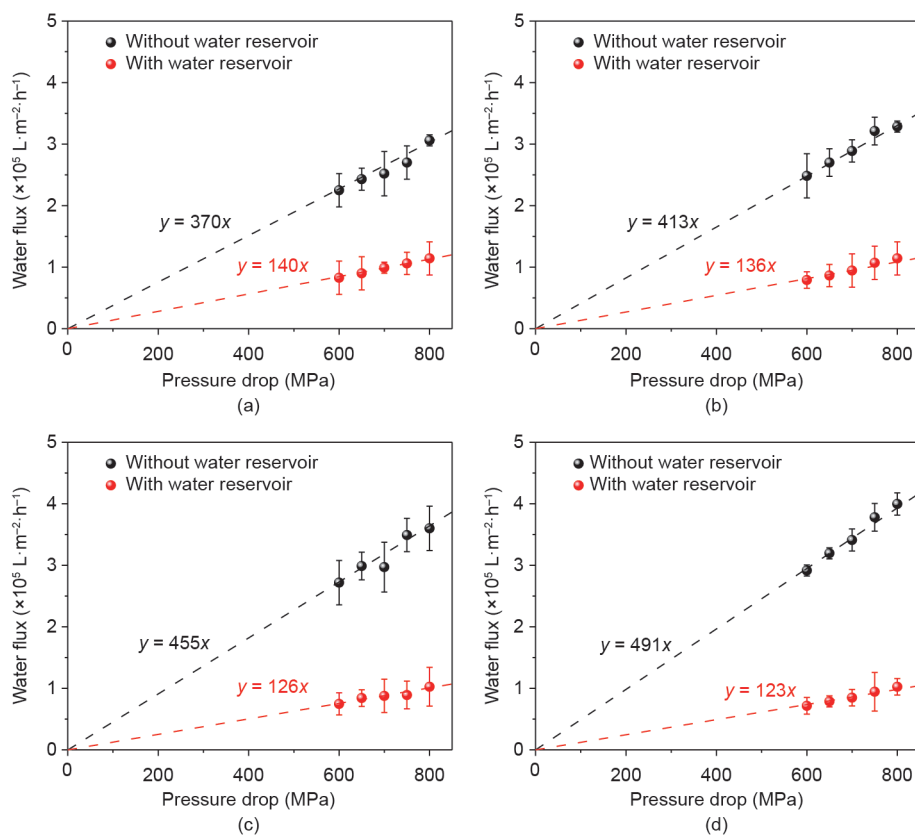 5
4
3
2
1
0
Water flux (×10⁵ L·m⁻²·h⁻¹)
Without water reservoir
With water reservoir
y = 370x
y = 140x
0 200 400 600 800
Pressure drop (MPa)
(a)
5
4
3
2
1
0
Water flux (×10⁵ L·m⁻²·h⁻¹)
Without water reservoir
With water reservoir
y = 413x
y = 136x
0 200 400 600 800
Pressure drop (MPa)
(b)
5
4
3
2
1
0
Water flux (×10⁵ L·m⁻²·h⁻¹)
Without water reservoir
With water reservoir
y = 455x
y = 126x
0 200 400 600 800
Pressure drop (MPa)
(c)
5
4
3
2
1
0
Water flux (×10⁵ L·m⁻²·h⁻¹)
Without water reservoir
With water reservoir
y = 491x
y = 123x
0 200 400 600 800
Pressure drop (MPa)
(d)